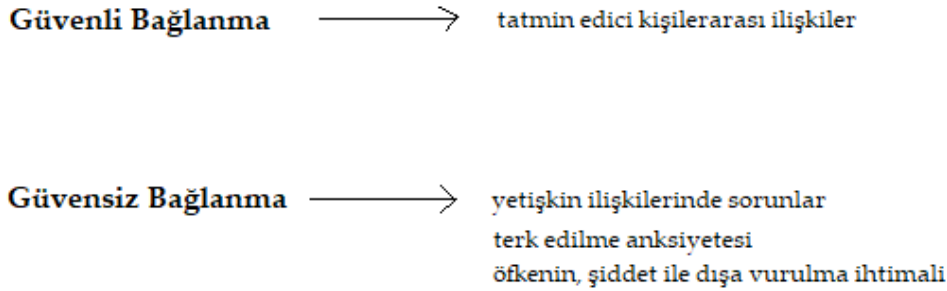 Güvenli Bağlanma tatmin edici kişilerarası ilişkiler
Güvensiz Bağlanma yetişkin ilişkilerinde sorunlar
terk edilme anksiyetesi
öfkenin, şiddet ile dışa vurulma ihtimali